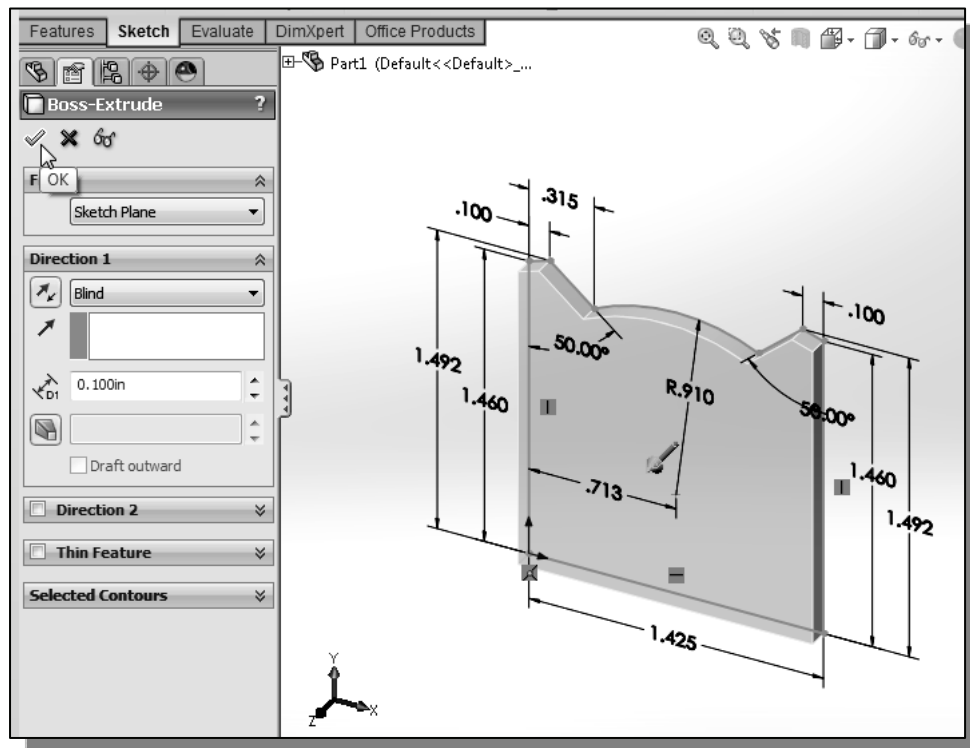 Features Sketch Evaluate DimXpert Office Products
Part1 (Default<<Default>_...
Boss-Extrude ?
OK
F
Sketch Plane
Direction 1
Blind
D1 0.100in
Draft outward
Direction 2
Thin Feature
Selected Contours
.315
.100
.100
50.00°
1.492
1.460
R.910
50.00°
1.460
.713
1.492
1.425
Y
X
Z